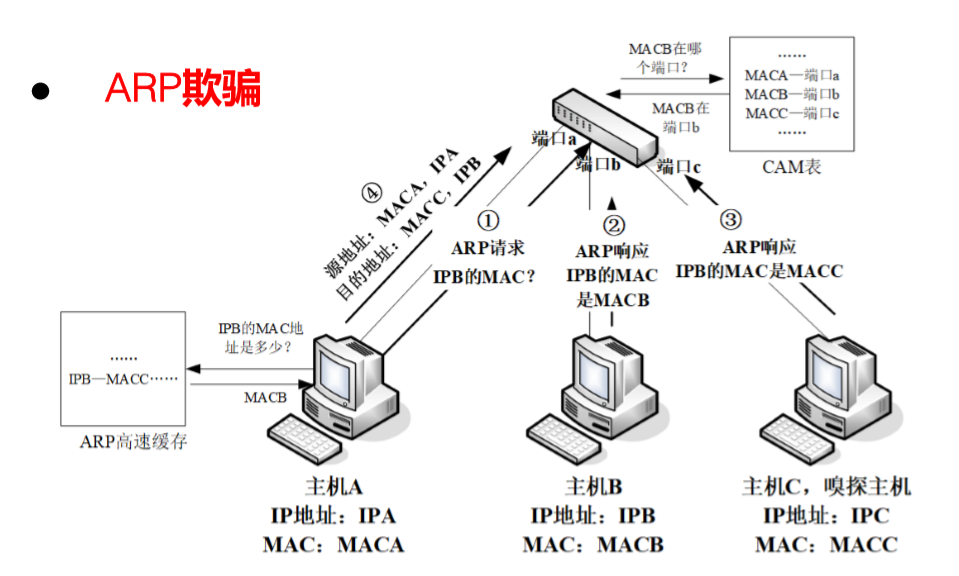 ● ARP欺骗
MACB在哪
个端口？
MACB在
端口b
……
MACA—端口a
MACB—端口b
MACC—端口c
……
CAM表
端口a
端口b
端口c
④
源地址：MACA，IPA
目的地址：MACC，IPB
①
ARP请求
IPB的MAC？
②
ARP响应
IPB的MAC
是MACB
③
ARP响应
IPB的MAC是MACC
……
IPB—MACC……
ARP高速缓存
IPB的MAC地
址是多少？
MACB
主机A
IP地址：IPA
MAC：MACA
主机B
IP地址：IPB
MAC：MACB
主机C，嗅探主机
IP地址：IPC
MAC：MACC